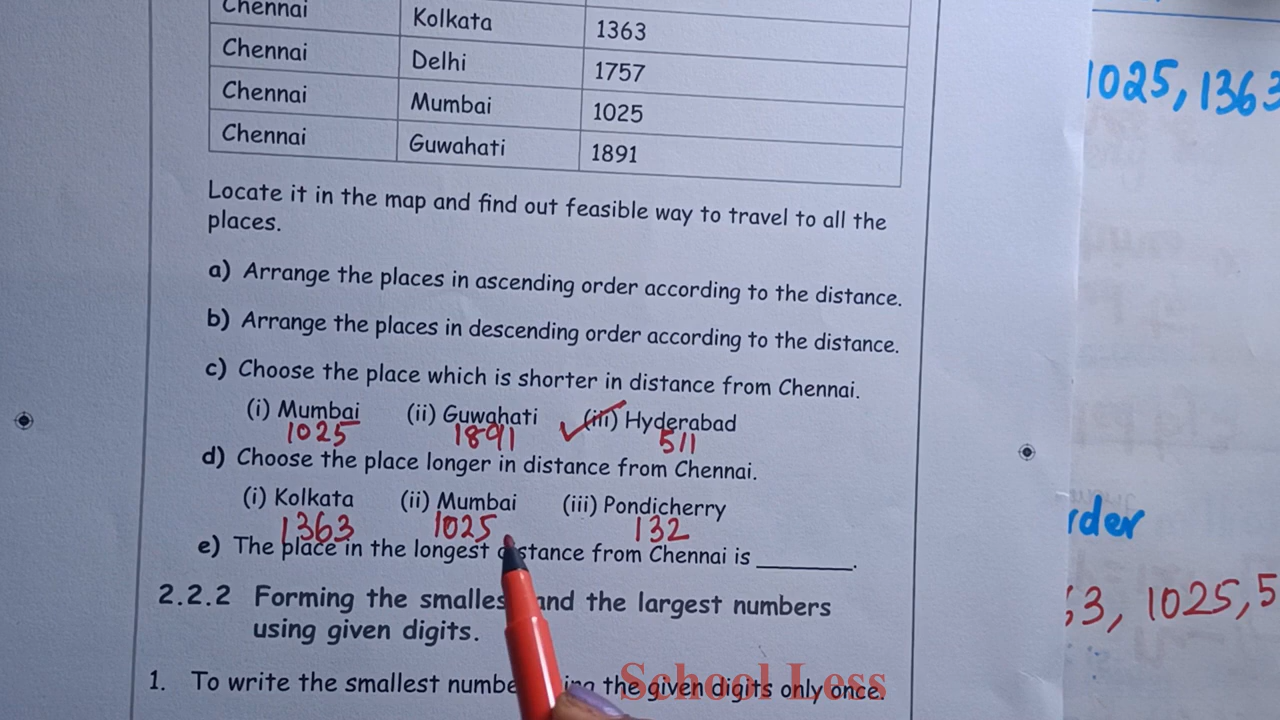 Chennai Kolkata 1363
Chennai Delhi 1757
Chennai Mumbai 1025
Chennai Guwahati 1891
1025, 1363
Locate it in the map and find out feasible way to travel to all the
places.
a) Arrange the places in ascending order according to the distance.
b) Arrange the places in descending order according to the distance.
c) Choose the place which is shorter in distance from Chennai.
(i) Mumbai (ii) Guwahati (iii) Hyderabad
1025 1891 511
d) Choose the place longer in distance from Chennai.
(i) Kolkata (ii) Mumbai (iii) Pondicherry
1363 1025 132
e) The place in the longest distance from Chennai is ________.
rder
63, 1025, 5
2.2.2 Forming the smallest and the largest numbers
using given digits.
1. To write the smallest number using the given digits only once.
School Less